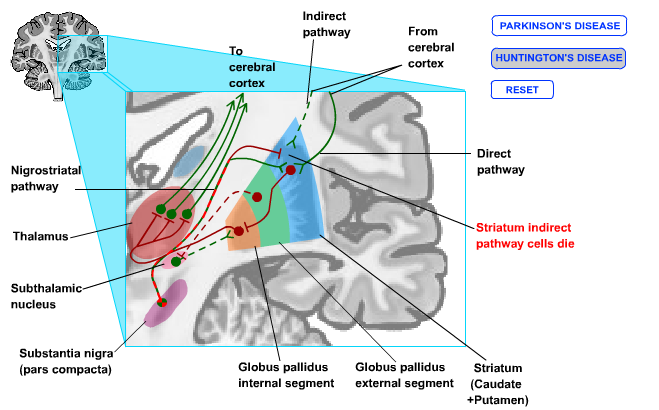 Indirect
pathway
From
cerebral
cortex
To
cerebral
cortex
PARKINSON'S DISEASE
HUNTINGTON'S DISEASE
RESET
Nigrostriatal
pathway
Direct
pathway
Thalamus
Striatum indirect
pathway cells die
Subthalamic
nucleus
Substantia nigra
(pars compacta)
Globus pallidus
internal segment
Globus pallidus
external segment
Striatum
(Caudate
+Putamen)